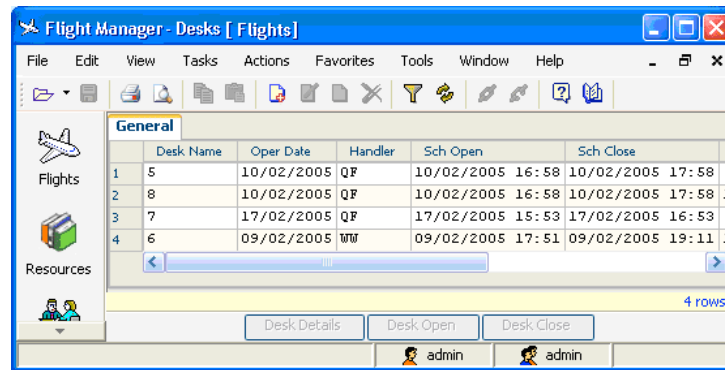 Flight Manager - Desks [ Flights]
File Edit View Tasks Actions Favorites Tools Window Help
General
Desk Name Oper Date Handler Sch Open Sch Close
1 5 10/02/2005 QF 10/02/2005 16:58 10/02/2005 17:58
2 8 10/02/2005 QF 10/02/2005 16:58 10/02/2005 17:58
3 7 17/02/2005 QF 17/02/2005 15:53 17/02/2005 16:53
4 6 09/02/2005 WW 09/02/2005 17:51 09/02/2005 19:11
Flights
Resources
4 rows
Desk Details Desk Open Desk Close
admin admin